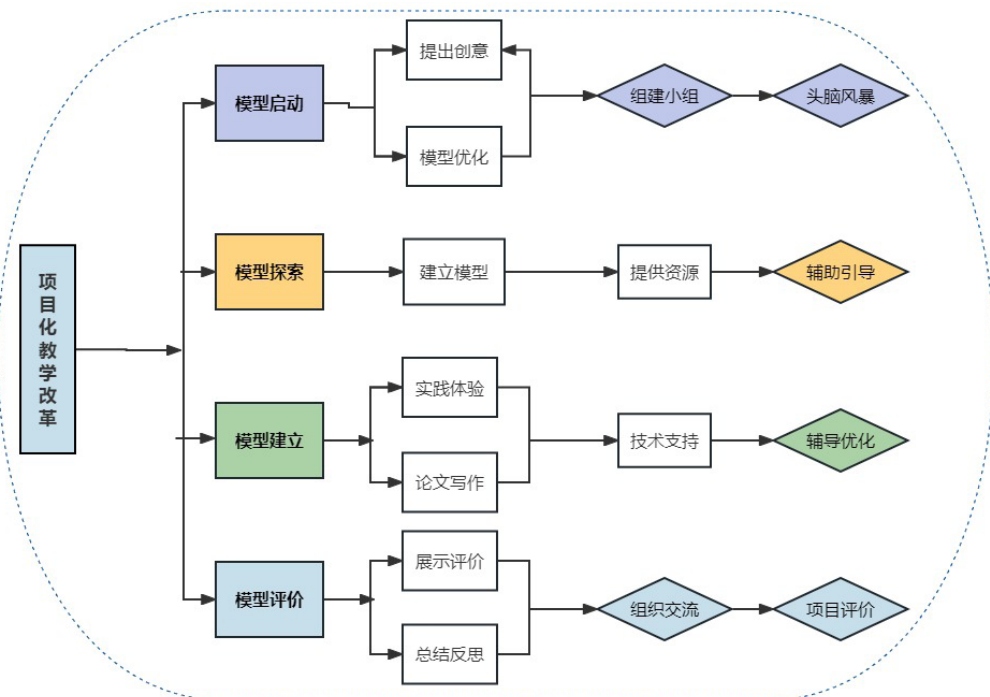 项目化教学改革
模型启动
提出创意
模型优化
组建小组
头脑风暴
模型探索
建立模型
提供资源
辅助引导
模型建立
实践体验
论文写作
技术支持
辅导优化
模型评价
展示评价
总结反思
组织交流
项目评价